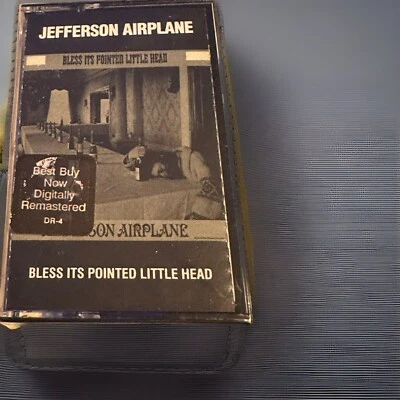 JEFFERSON AIRPLANE
BLESS ITS POINTED LITTLE HEAD
Best Buy
Now
Digitally
Remastered
DR-4
SON AIRPLANE
BLESS ITS POINTED LITTLE HEAD